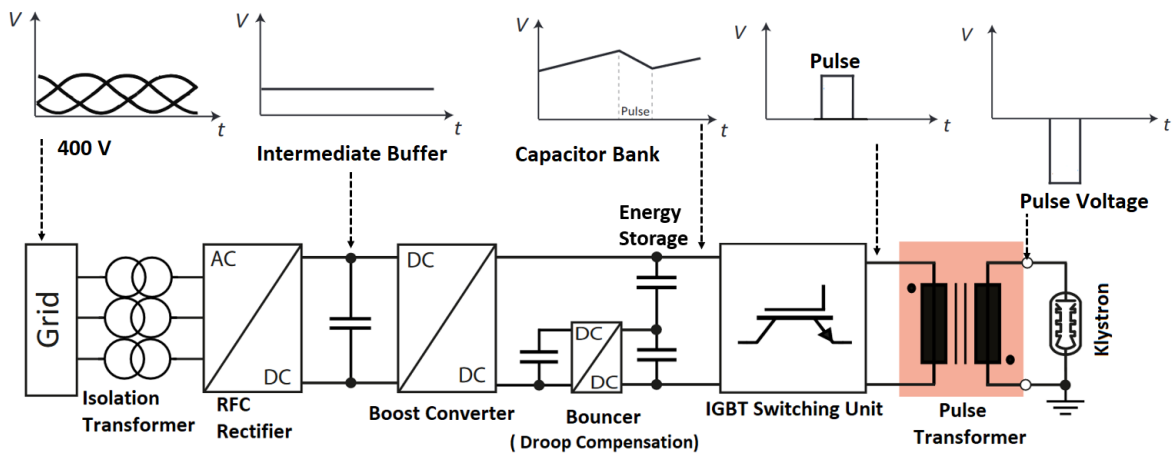 V
t
400 V
V
t
Intermediate Buffer
V
Pulse
t
Capacitor Bank
V
Pulse
t
V
t
Pulse Voltage
Energy
Storage
Grid
Isolation
Transformer
AC
DC
RFC
Rectifier
DC
DC
Boost Converter
DC
DC
Bouncer
( Droop Compensation)
IGBT Switching Unit
Pulse
Transformer
Klystron